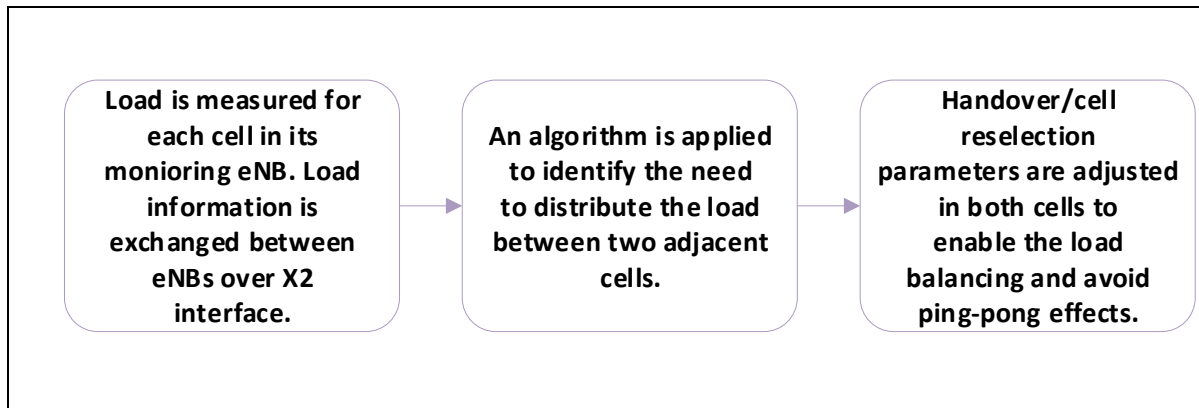 Load is measured for
each cell in its
monioring eNB. Load
information is
exchanged between
eNBs over X2
interface.
An algorithm is applied
to identify the need
to distribute the load
between two adjacent
cells.
Handover/cell
reselection
parameters are adjusted
in both cells to
enable the load
balancing and avoid
ping-pong effects.